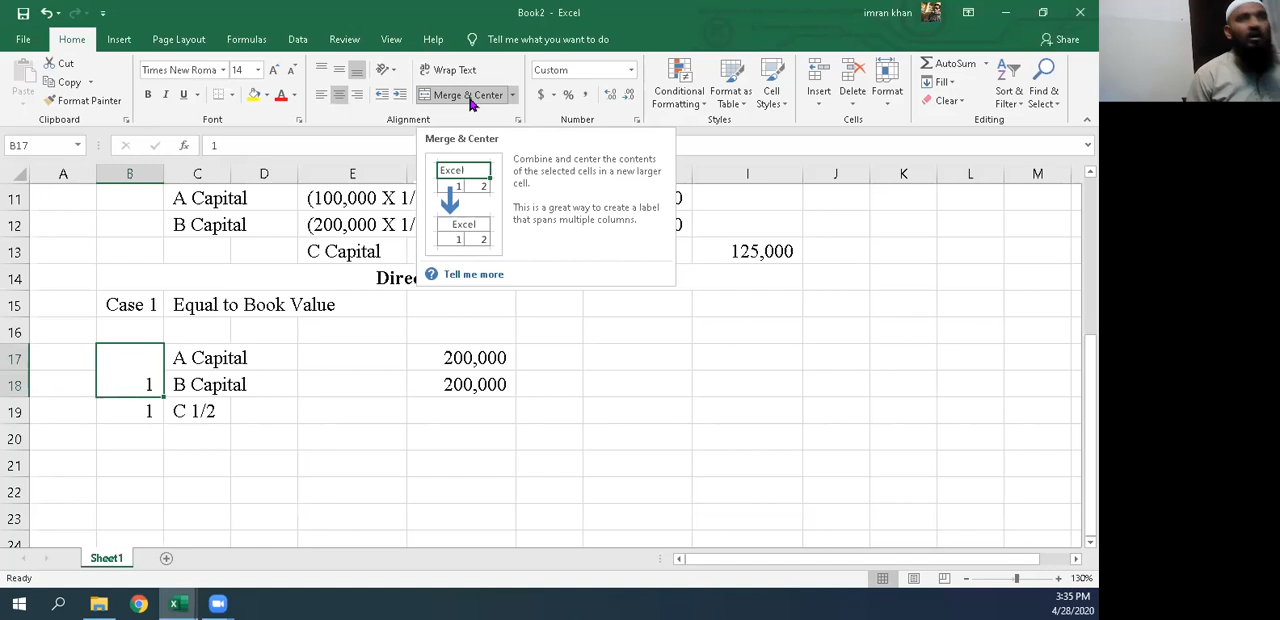 Book2 - Excel
imran khan
File Home Insert Page Layout Formulas Data Review View Help Tell me what you want to do Share
Paste
Cut
Copy
Format Painter
Clipboard
Times New Roma 14
B I U
Font
Wrap Text
Merge & Center
Alignment
Custom
$ % ,
Number
Conditional Formatting
Format as Table
Cell Styles
Styles
Insert Delete Format
Cells
AutoSum
Fill
Clear
Sort & Filter
Find & Select
Editing
B17 fx 1
Merge & Center
Excel
1 2
Excel
1 2
Combine and center the contents
of the selected cells in a new larger
cell.
This is a great way to create a label
that spans multiple columns.
Tell me more
A B C D E I J K L M
11 A Capital (100,000 X 1/ 0
12 B Capital (200,000 X 1/ 0
13 C Capital 125,000
14 Direc
15 Case 1 Equal to Book Value
16
17 A Capital 200,000
18 1 B Capital 200,000
19 1 C 1/2
20
21
22
23
24
Sheet1
Ready
130%
3:35 PM
4/28/2020